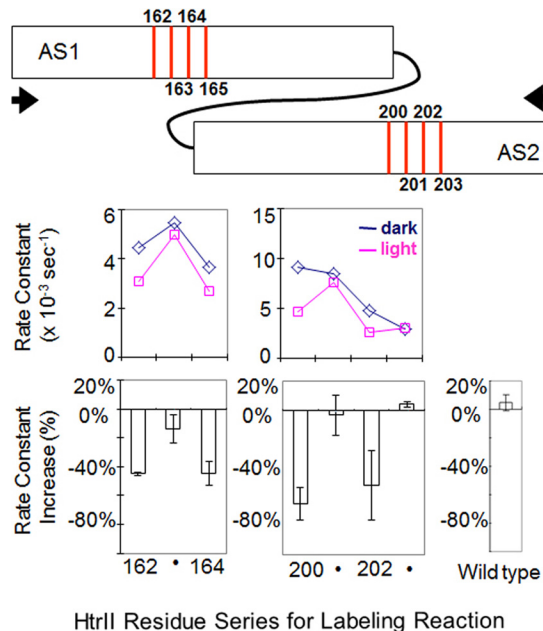 162 164
AS1
163 165
200 202
AS2
201 203
Rate Constant
(x 10⁻³ sec⁻¹)
6
4
2
0
15
10
5
0
dark
light
Rate Constant
Increase (%)
20%
0%
-40%
-80%
20%
0%
-40%
-80%
20%
0%
-40%
-80%
162 • 164
200 • 202 •
Wild type
HtrII Residue Series for Labeling Reaction